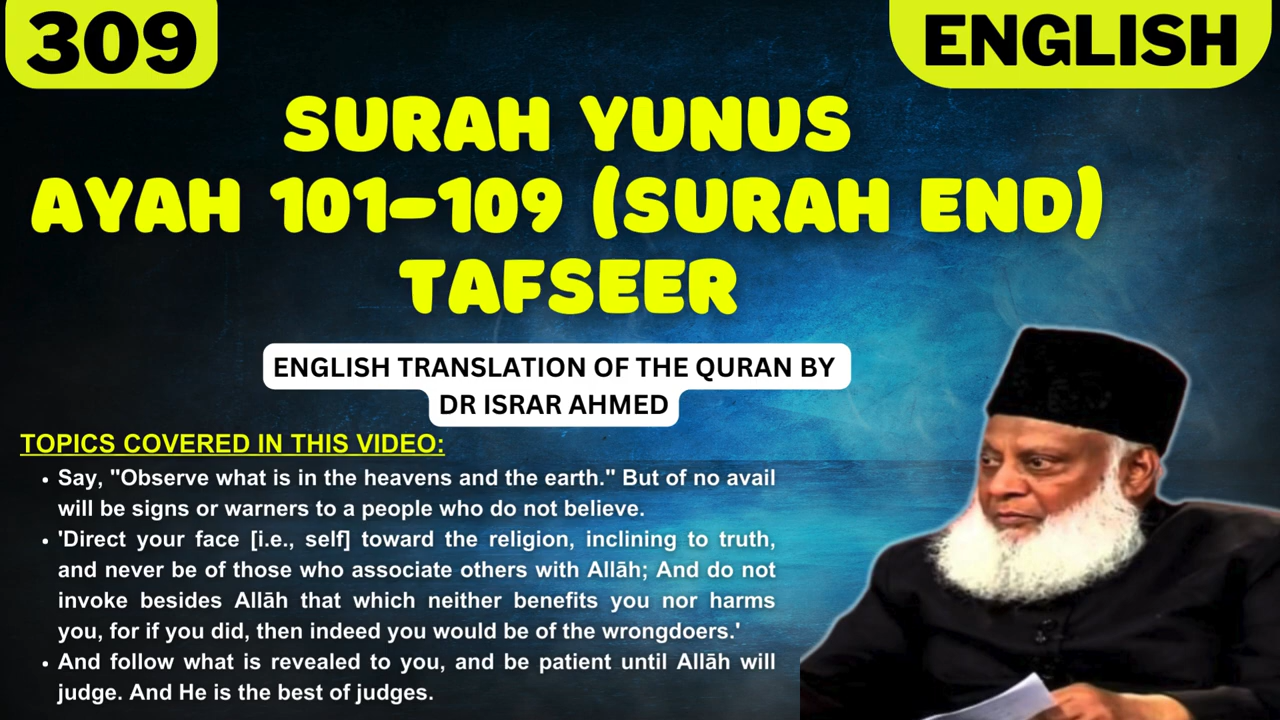 309
ENGLISH
SURAH YUNUS
AYAH 101-109 (SURAH END)
TAFSEER
ENGLISH TRANSLATION OF THE QURAN BY
DR ISRAR AHMED
TOPICS COVERED IN THIS VIDEO:
• Say, "Observe what is in the heavens and the earth." But of no avail
will be signs or warners to a people who do not believe.
• 'Direct your face [i.e., self] toward the religion, inclining to truth,
and never be of those who associate others with Allāh; And do not
invoke besides Allāh that which neither benefits you nor harms
you, for if you did, then indeed you would be of the wrongdoers.'
• And follow what is revealed to you, and be patient until Allāh will
judge. And He is the best of judges.